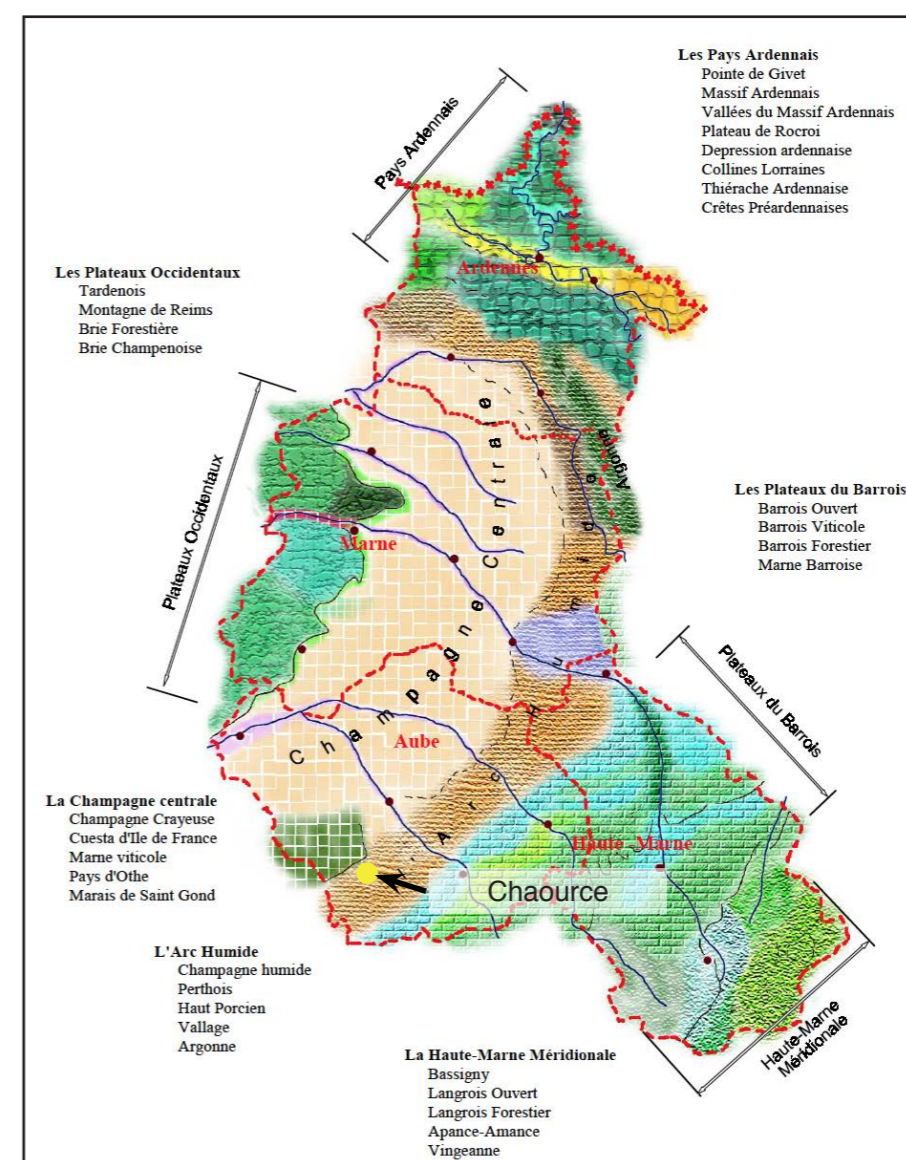 Les Pays Ardennais
Pointe de Givet
Massif Ardennais
Vallées du Massif Ardennais
Plateau de Rocroi
Depression ardennaise
Collines Lorraines
Thiérache Ardennaise
Crêtes Préardennaises
Pays Ardennais
Ardennes
Les Plateaux Occidentaux
Tardenois
Montagne de Reims
Brie Forestière
Brie Champenoise
Plateaux Occidentaux
Argonne
Marne
Champagne Centrale
L'Arc Humide
Les Plateaux du Barrois
Barrois Ouvert
Barrois Viticole
Barrois Forestier
Marne Barroise
Plateaux du Barrois
Aube
Haute-Marne
Chaource
La Champagne centrale
Champagne Crayeuse
Cuesta d'Ile de France
Marne viticole
Pays d'Othe
Marais de Saint Gond
L'Arc Humide
Champagne humide
Perthois
Haut Porcien
Vallage
Argonne
Haute-Marne
Méridionale
La Haute-Marne Méridionale
Bassigny
Langrois Ouvert
Langrois Forestier
Apance-Amance
Vingeanne